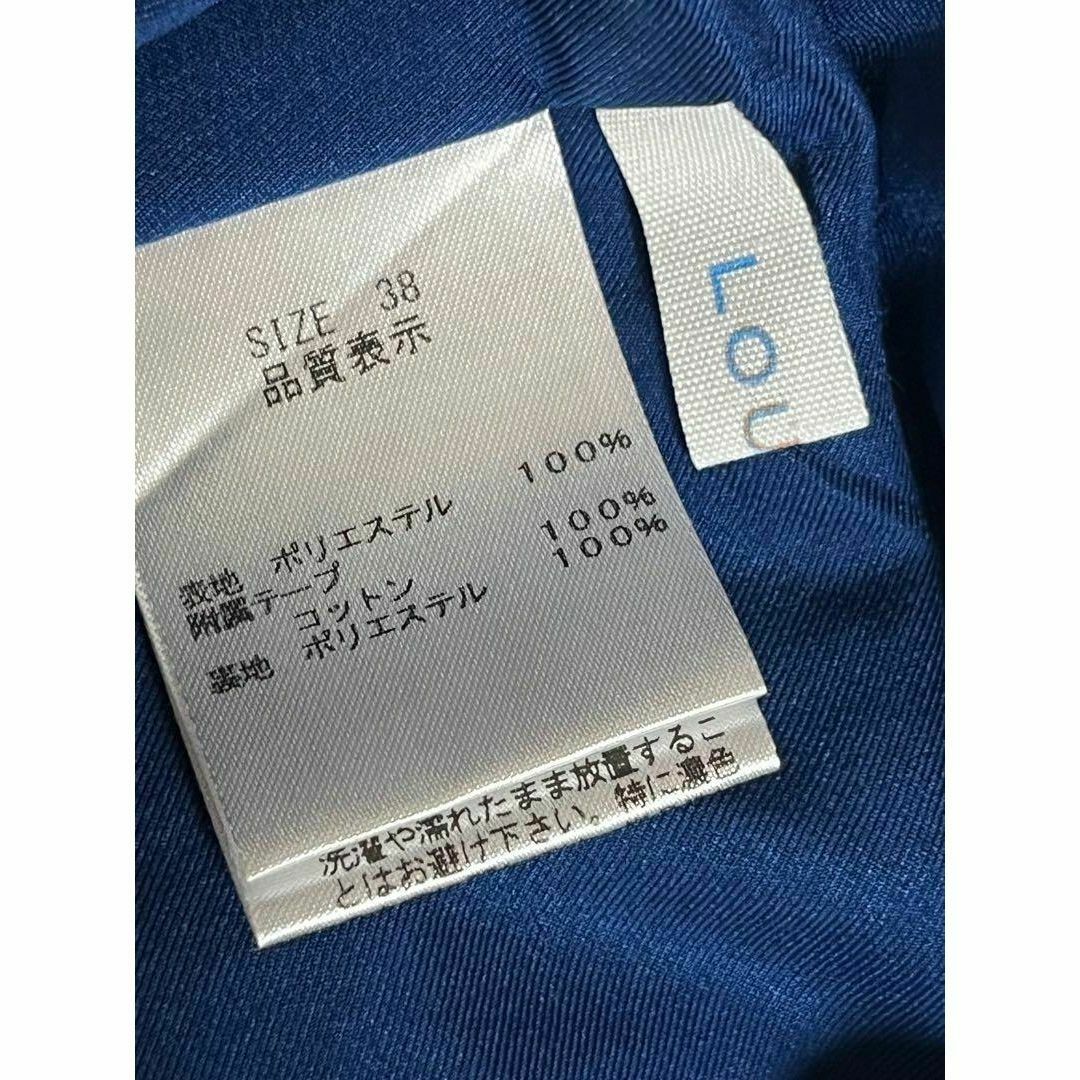 SIZE 38
品質表示
表地 ポリエステル 100%
附属テープ
コットン 100%
裏地 ポリエステル 100%
洗濯や濡れたまま放置するこ
とはお避け下さい。特に濃色
LOU